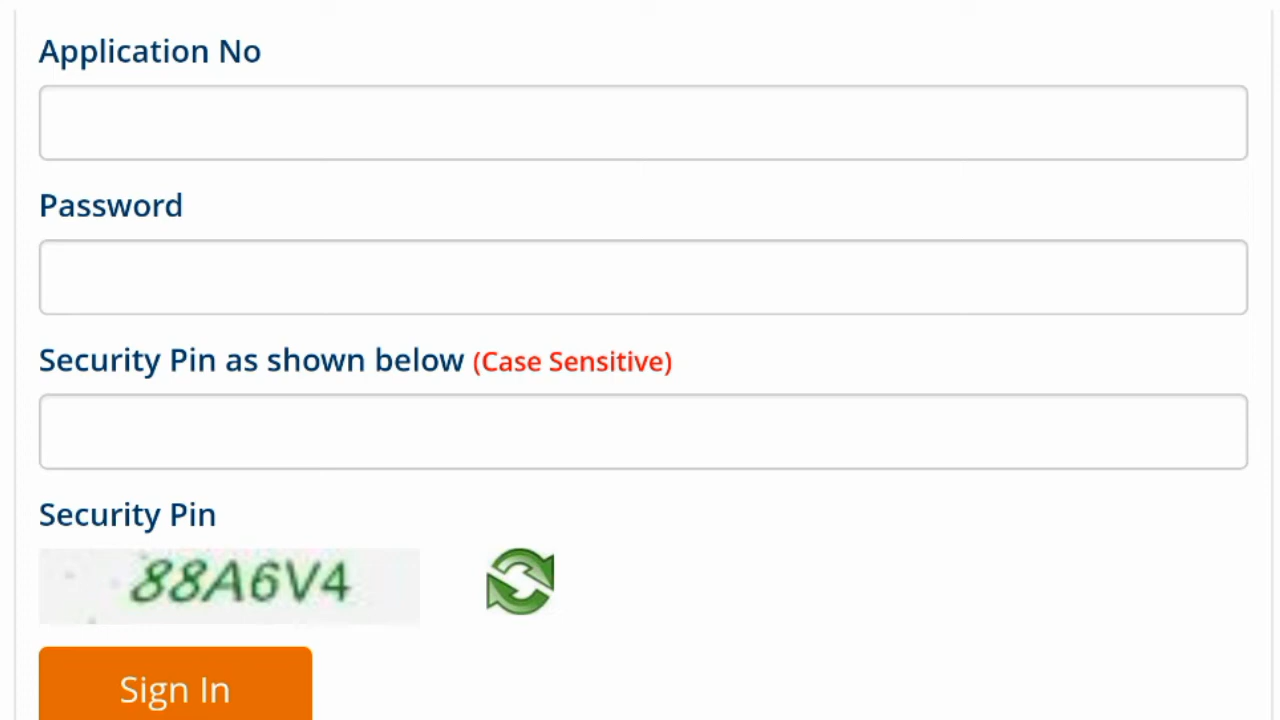 Application No
Password
Security Pin as shown below (Case Sensitive)
Security Pin
88A6V4
Sign In